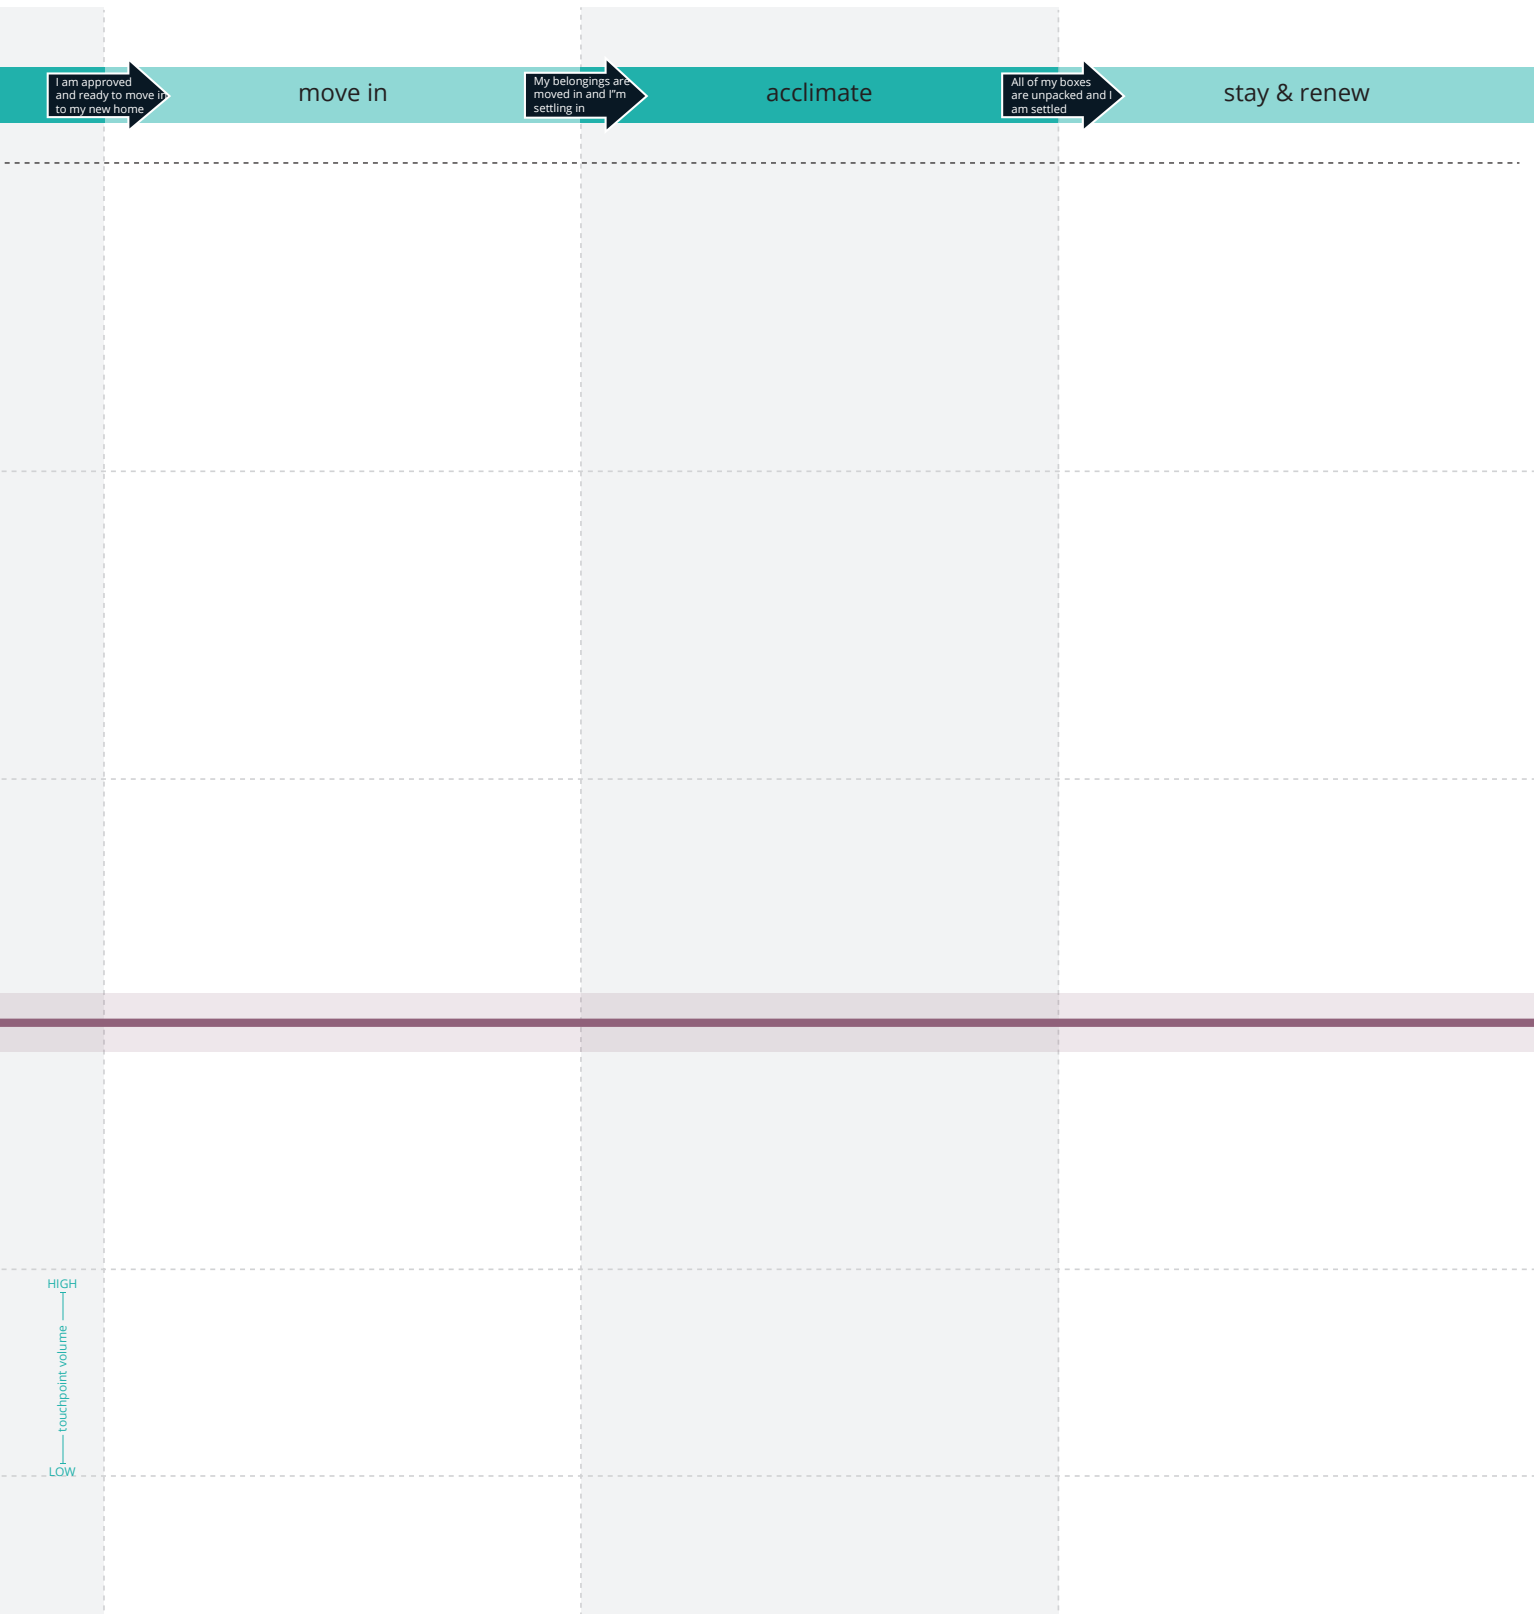 I am approved
and ready to move in
to my new home
move in
My belongings are
moved in and I"m
settling in
acclimate
All of my boxes
are unpacked and I
am settled
stay & renew
HIGH
touchpoint volume
LOW